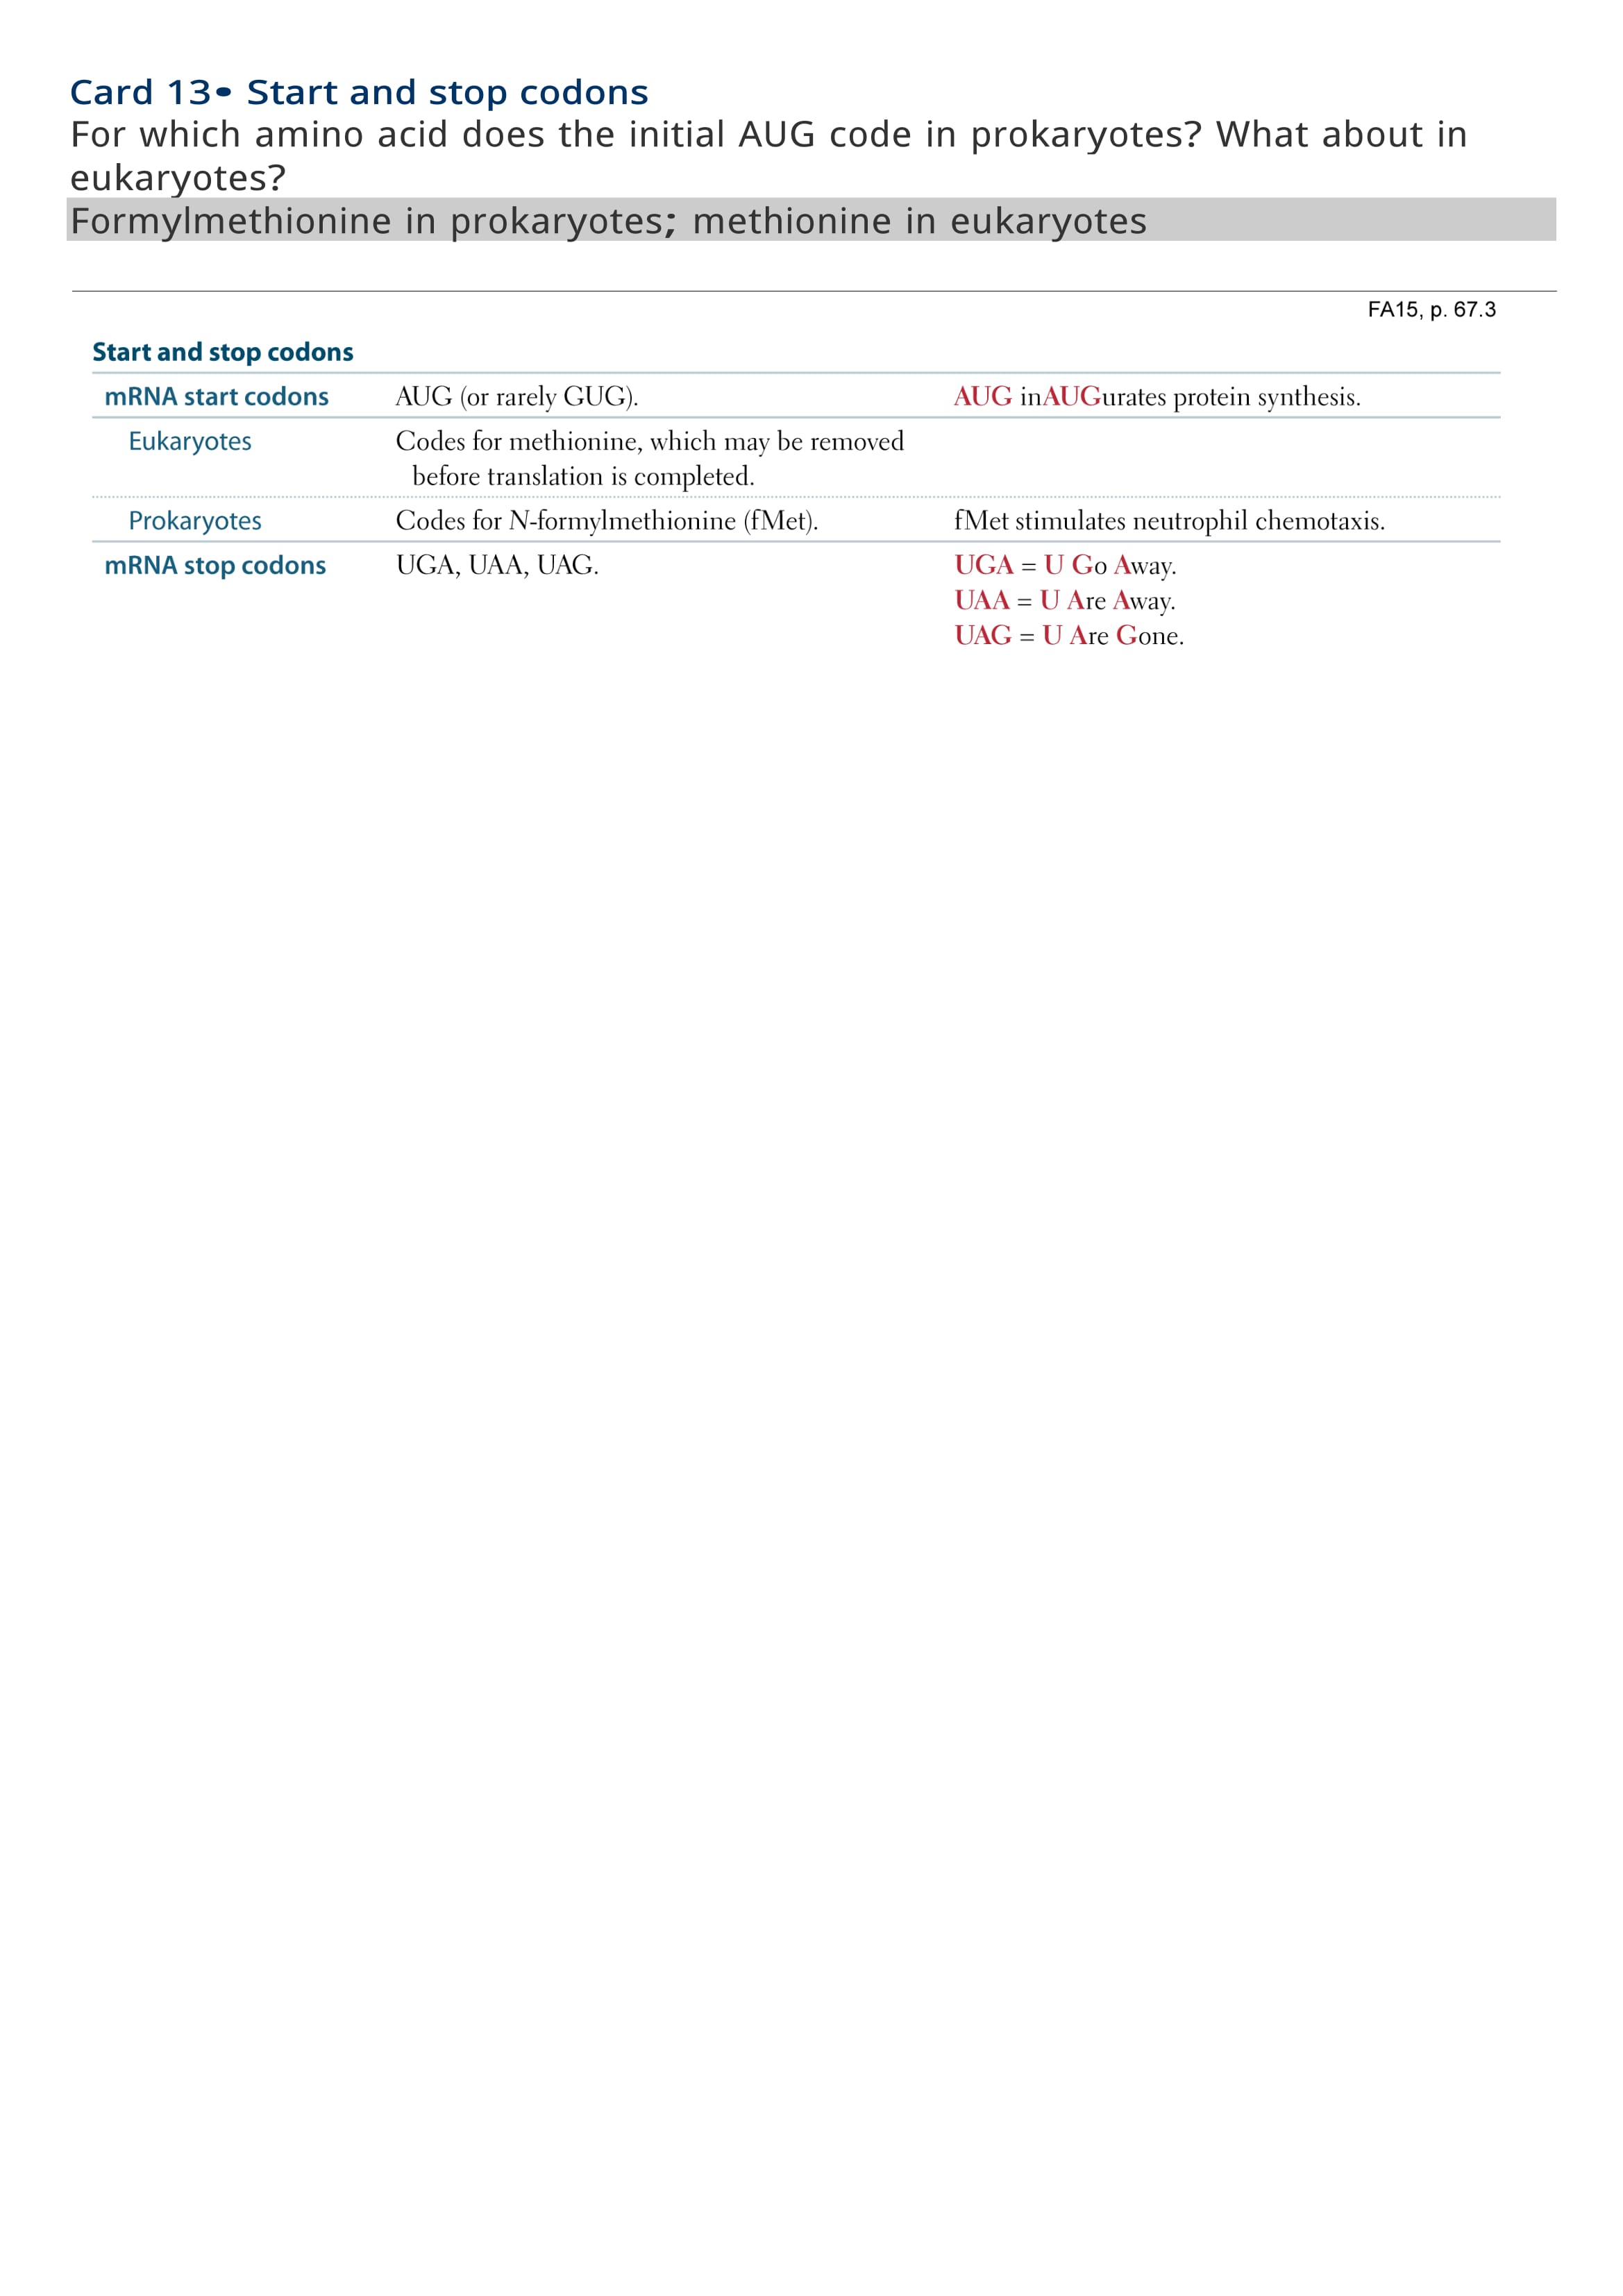 Card 13• Start and stop codons
For which amino acid does the initial AUG code in prokaryotes? What about in
eukaryotes?
Formylmethionine in prokaryotes; methionine in eukaryotes
FA15, p. 67.3
Start and stop codons
mRNA start codons AUG (or rarely GUG). AUG inAUGurates protein synthesis.
Eukaryotes Codes for methionine, which may be removed
before translation is completed.
Prokaryotes Codes for N-formylmethionine (fMet). fMet stimulates neutrophil chemotaxis.
mRNA stop codons UGA, UAA, UAG. UGA = U Go Away.
UAA = U Are Away.
UAG = U Are Gone.